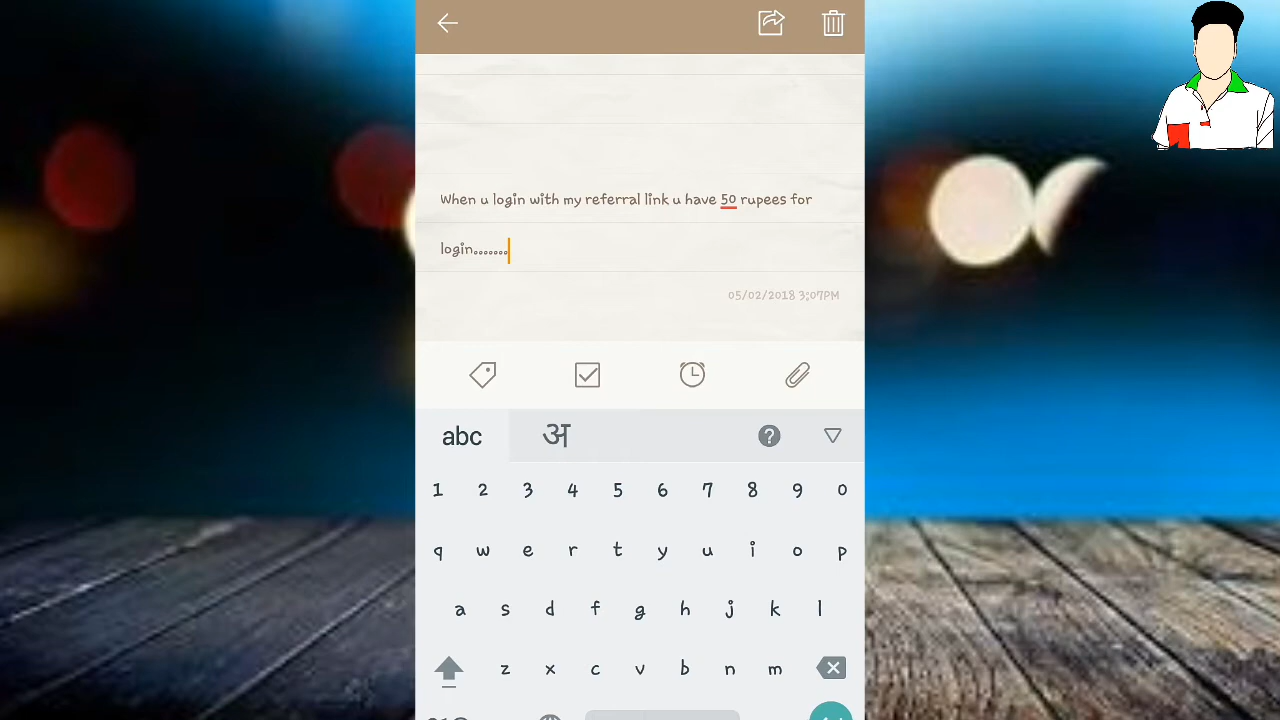 When u login with my referral link u have 50 rupees for
login.......
05/02/2018 3:07PM
abc अ ?
1 2 3 4 5 6 7 8 9 0
q w e r t y u i o p
a s d f g h j k l
z x c v b n m